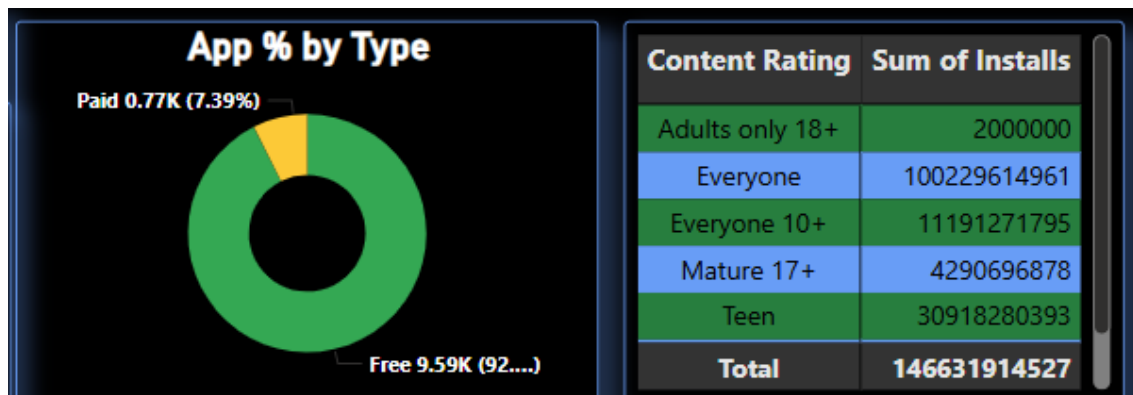 App % by Type
Paid 0.77K (7.39%)
Free 9.59K (92....)
Content Rating Sum of Installs
Adults only 18+ 2000000
Everyone 100229614961
Everyone 10+ 11191271795
Mature 17+ 4290696878
Teen 30918280393
Total 146631914527